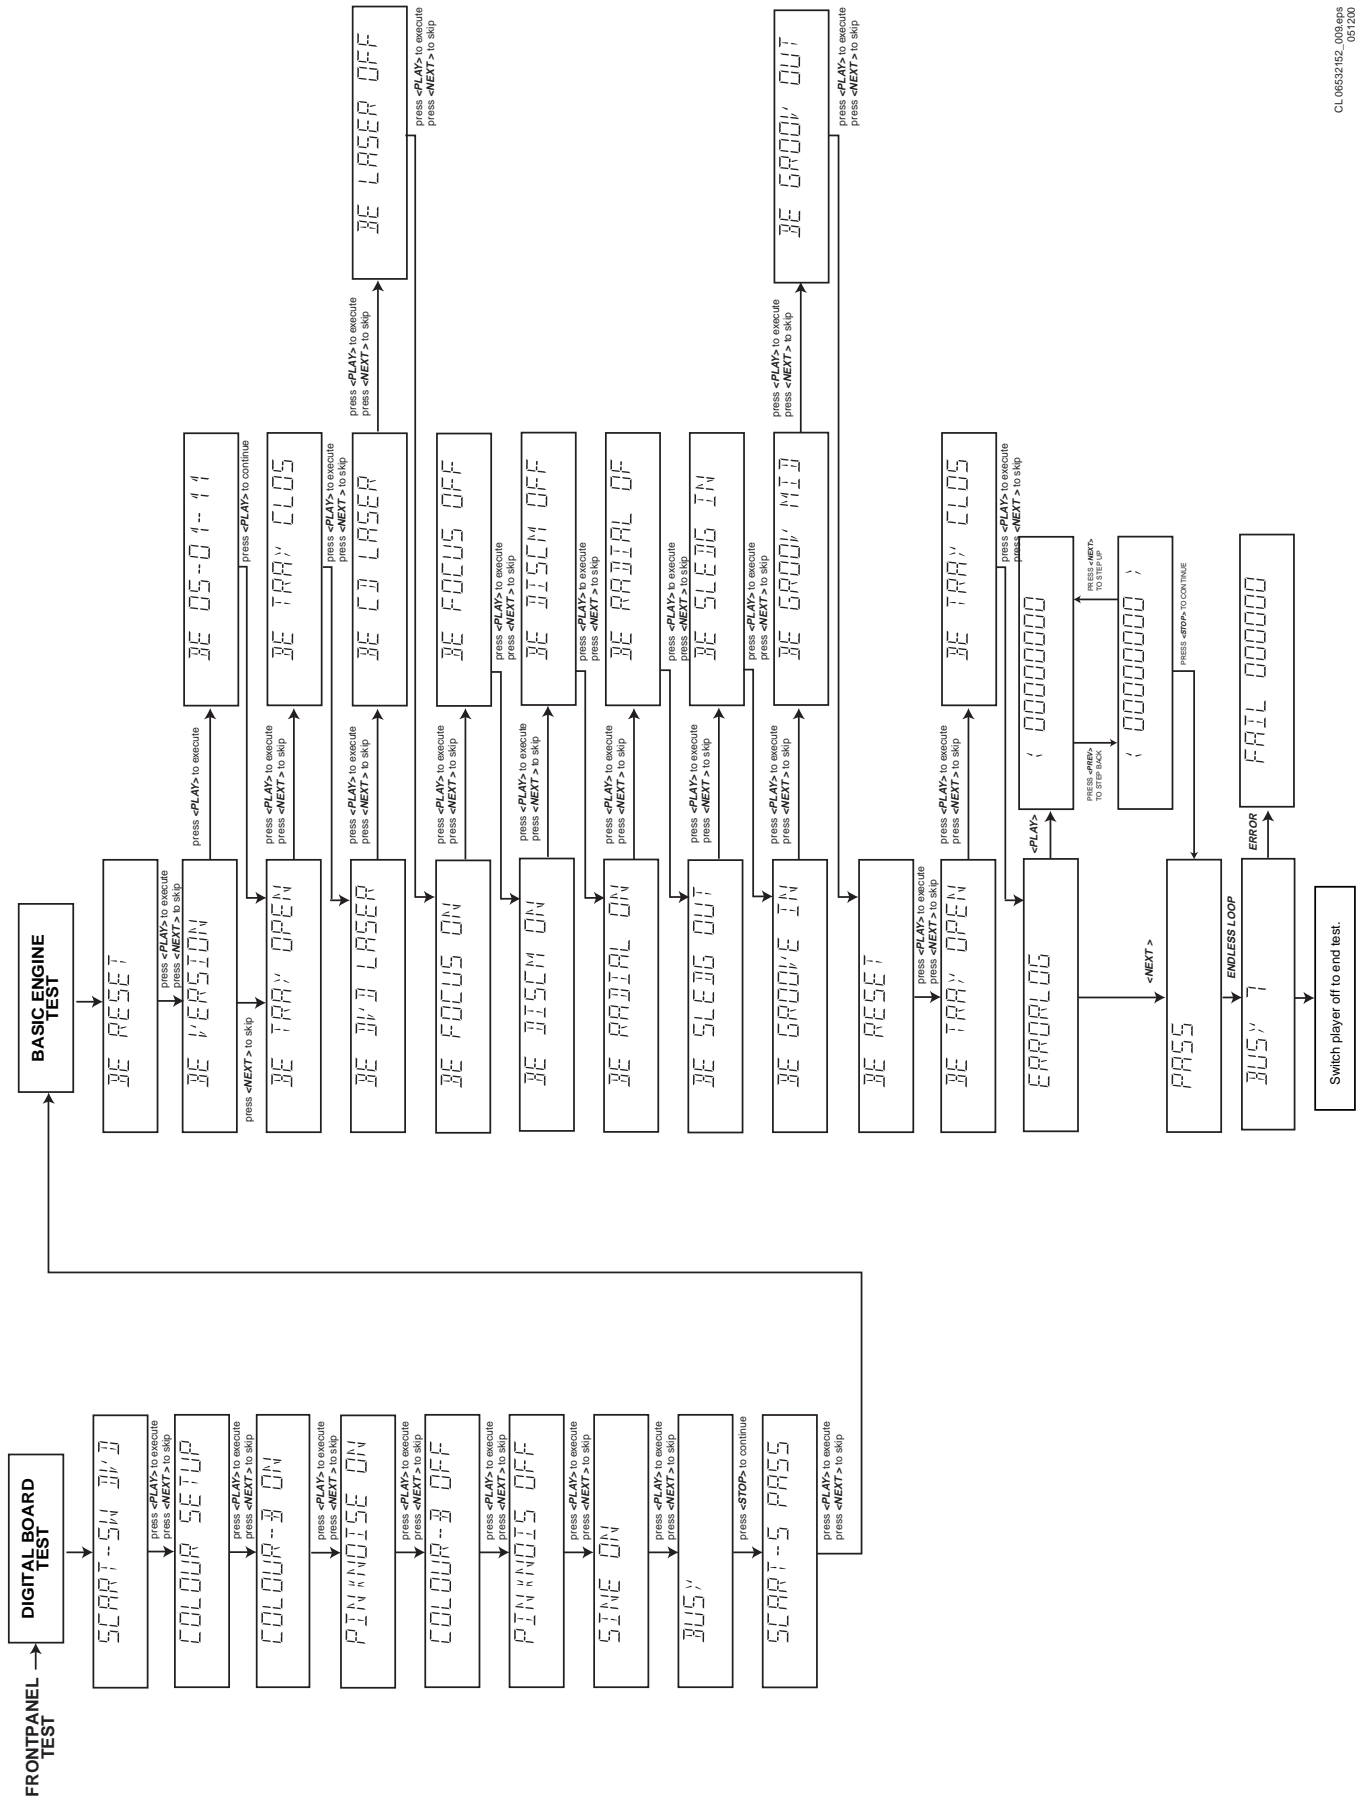 FRONTPANEL
TEST
DIGITAL BOARD
TEST
SCART-SW DVD
press <PLAY> to execute
press <NEXT > to skip
COLOUR SETUP
press <PLAY> to execute
press <NEXT > to skip
COLOUR-B ON
press <PLAY> to execute
press <NEXT > to skip
PINKNOISE ON
press <PLAY> to execute
press <NEXT > to skip
COLOUR-B OFF
press <PLAY> to execute
press <NEXT > to skip
PINKNOIS OFF
press <PLAY> to execute
press <NEXT > to skip
SINE ON
press <PLAY> to execute
press <NEXT > to skip
BUSY
press <STOP> to continue
SCART-S PASS
press <PLAY> to execute
press <NEXT > to skip
BASIC ENGINE
TEST
BE RESET
press <PLAY> to execute
press <NEXT > to skip
BE VERSION
press <PLAY> to execute
BE 05-01-11
press <PLAY> to continue
press <NEXT > to skip
BE TRAY OPEN
press <PLAY> to execute
press <NEXT > to skip
BE TRAY CLOS
press <PLAY> to execute
press <NEXT > to skip
BE DVD LASER
press <PLAY> to execute
press <NEXT > to skip
BE CD LASER
press <PLAY> to execute
press <NEXT > to skip
BE LASER OFF
press <PLAY> to execute
press <NEXT > to skip
BE FOCUS ON
press <PLAY> to execute
press <NEXT > to skip
BE FOCUS OFF
press <PLAY> to execute
press <NEXT > to skip
BE DISCM ON
press <PLAY> to execute
press <NEXT > to skip
BE DISCM OFF
press <PLAY> to execute
press <NEXT > to skip
BE RADIAL ON
press <PLAY> to execute
press <NEXT > to skip
BE RADIAL OF
press <PLAY> to execute
press <NEXT > to skip
BE SLEDG OUT
press <PLAY> to execute
press <NEXT > to skip
BE SLEDG IN
press <PLAY> to execute
press <NEXT > to skip
BE GROOVE IN
press <PLAY> to execute
press <NEXT > to skip
BE GROOV MID
press <PLAY> to execute
press <NEXT > to skip
BE GROOV OUT
press <PLAY> to execute
press <NEXT > to skip
BE RESET
press <PLAY> to execute
press <NEXT > to skip
BE TRAY OPEN
press <PLAY> to execute
press <NEXT > to skip
BE TRAY CLOS
press <PLAY> to execute
press <NEXT > to skip
ERRORLOG
<PLAY>
( 00000000
PRESS <PREV>
TO STEP BACK
PRESS <NEXT>
TO STEP UP
( 00000000 )
PRESS <STOP> TO CONTINUE
<NEXT >
PASS
ENDLESS LOOP
BUSY 7
ERROR
FAIL 000000
Switch player off to end test.
CL 06532152_009.eps
051200